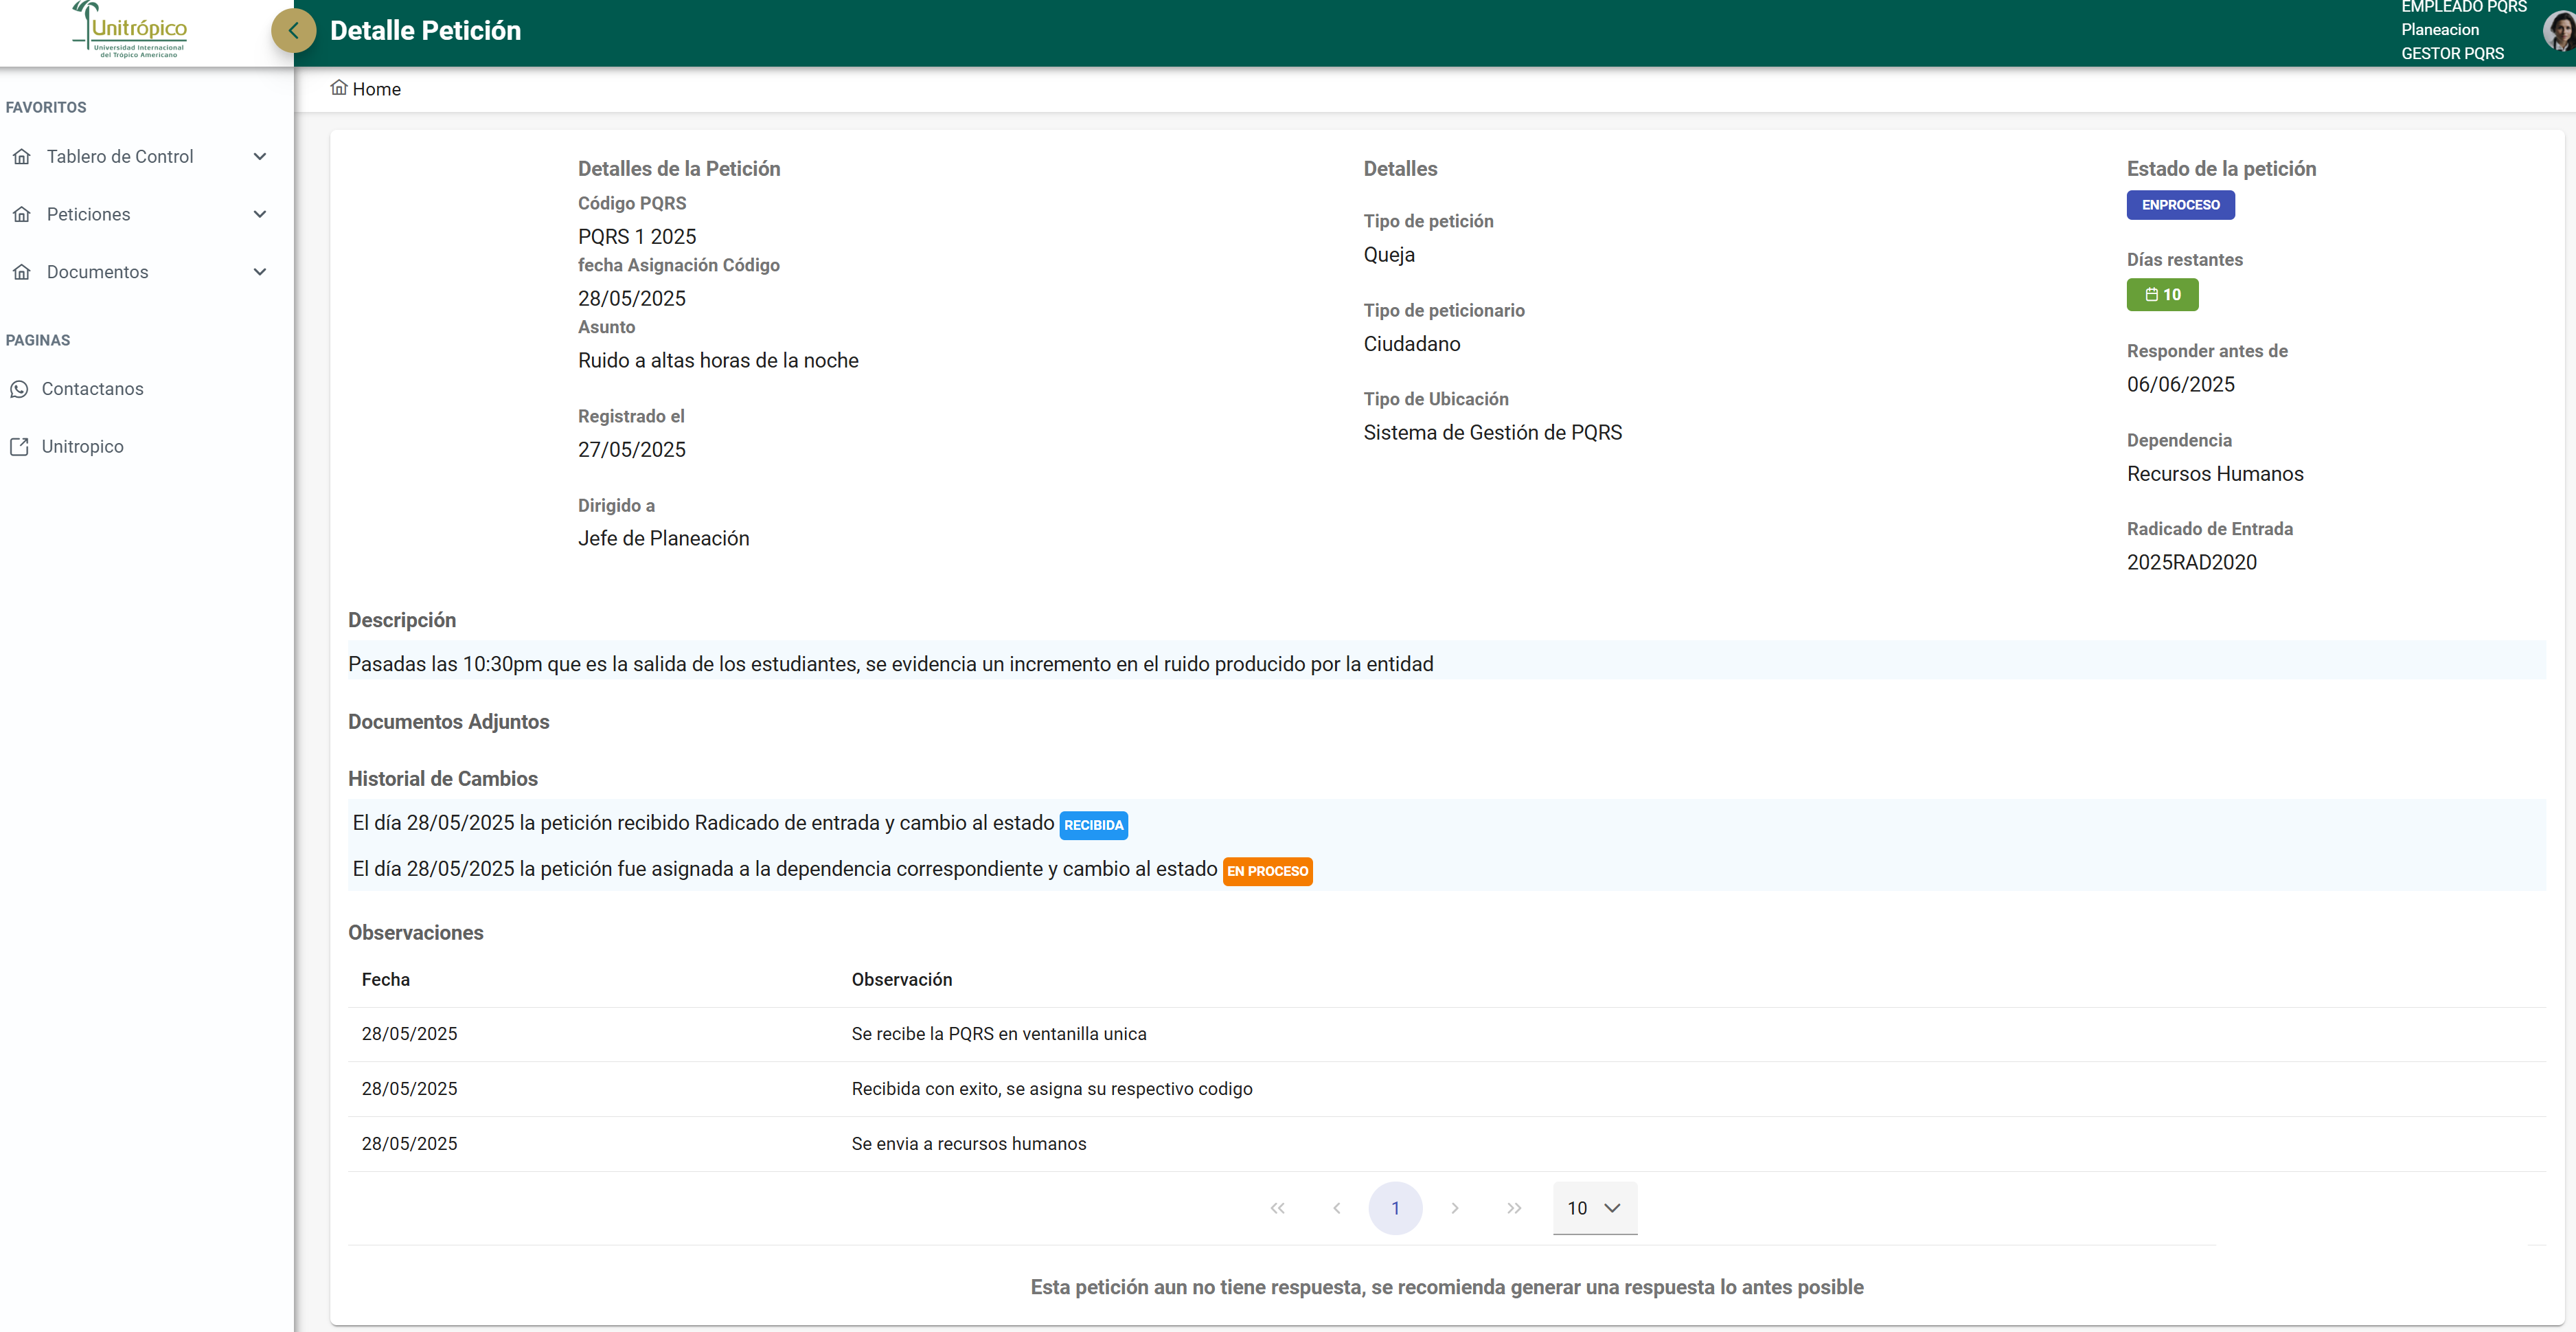 Unitrópico
Universidad Internacional
del Trópico Americano
Detalle Petición
EMPLEADO PQRS
Planeacion
GESTOR PQRS
Home
FAVORITOS
Tablero de Control
Peticiones
Documentos
PAGINAS
Contactanos
Unitropico
Detalles de la Petición
Código PQRS
PQRS 1 2025
fecha Asignación Código
28/05/2025
Asunto
Ruido a altas horas de la noche
Registrado el
27/05/2025
Dirigido a
Jefe de Planeación
Detalles
Tipo de petición
Queja
Tipo de peticionario
Ciudadano
Tipo de Ubicación
Sistema de Gestión de PQRS
Estado de la petición
ENPROCESO
Días restantes
10
Responder antes de
06/06/2025
Dependencia
Recursos Humanos
Radicado de Entrada
2025RAD2020
Descripción
Pasadas las 10:30pm que es la salida de los estudiantes, se evidencia un incremento en el ruido producido por la entidad
Documentos Adjuntos
Historial de Cambios
El día 28/05/2025 la petición recibido Radicado de entrada y cambio al estado RECIBIDA
El día 28/05/2025 la petición fue asignada a la dependencia correspondiente y cambio al estado EN PROCESO
Observaciones
Fecha Observación
28/05/2025 Se recibe la PQRS en ventanilla unica
28/05/2025 Recibida con exito, se asigna su respectivo codigo
28/05/2025 Se envia a recursos humanos
1 10
Esta petición aun no tiene respuesta, se recomienda generar una respuesta lo antes posible